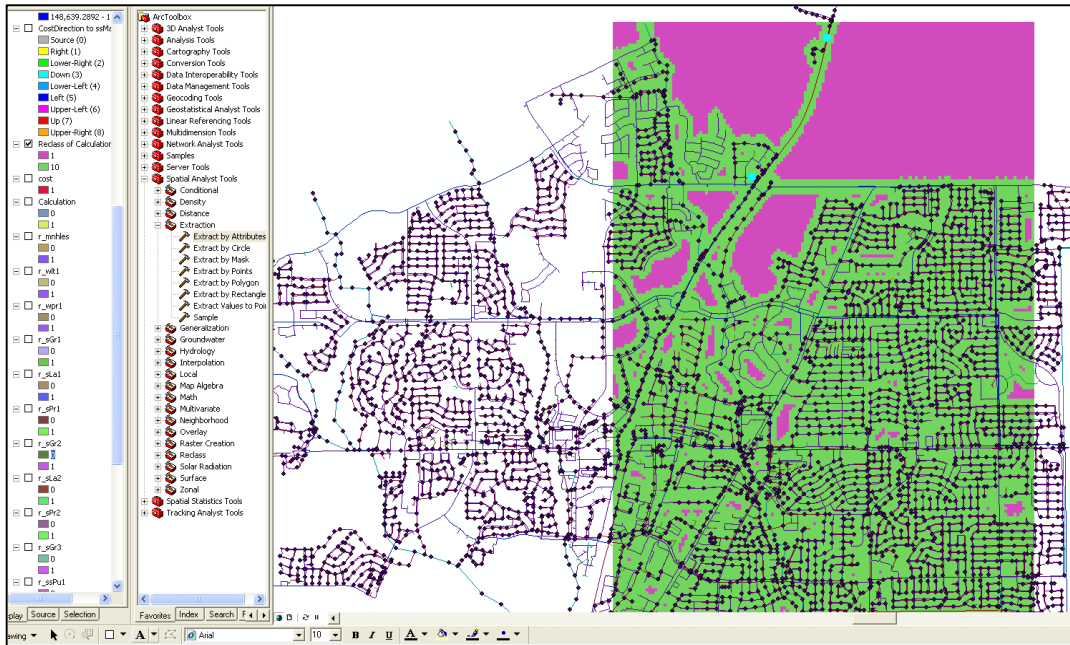 148,639.2892 - 1
CostDirection to ssMa
Source (0)
Right (1)
Lower-Right (2)
Down (3)
Lower-Left (4)
Left (5)
Upper-Left (6)
Up (7)
Upper-Right (8)
Reclass of Calculation
1
10
cost
1
Calculation
0
1
r_mnhles
0
1
r_wlt1
0
1
r_wpr1
0
1
r_sGr1
0
1
r_sLa1
0
1
r_sPr1
0
1
r_sGr2
0
1
r_sLa2
0
1
r_sPr2
0
1
r_sGr3
0
1
r_ssPu1
play
Source
Selection
ArcToolbox
3D Analyst Tools
Analysis Tools
Cartography Tools
Conversion Tools
Data Interoperability Tools
Data Management Tools
Geocoding Tools
Geostatistical Analyst Tools
Linear Referencing Tools
Multidimension Tools
Network Analyst Tools
Samples
Server Tools
Spatial Analyst Tools
Conditional
Density
Distance
Extraction
Extract by Attributes
Extract by Circle
Extract by Mask
Extract by Points
Extract by Polygon
Extract by Rectangle
Extract Values to Poi
Sample
Generalization
Groundwater
Hydrology
Interpolation
Local
Map Algebra
Math
Multivariate
Neighborhood
Overlay
Raster Creation
Reclass
Solar Radiation
Surface
Zonal
Spatial Statistics Tools
Tracking Analyst Tools
Favorites
Index
Search
awing
A
Arial
10
B I U A